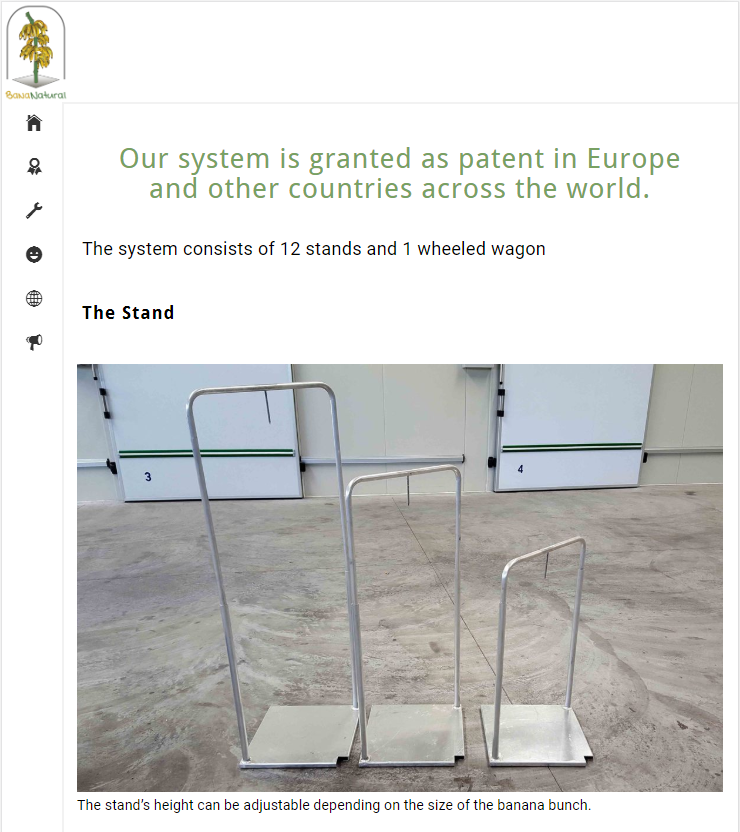 BanaNatural
Our system is granted as patent in Europe
and other countries across the world.
The system consists of 12 stands and 1 wheeled wagon
The Stand
3
4
The stand’s height can be adjustable depending on the size of the banana bunch.